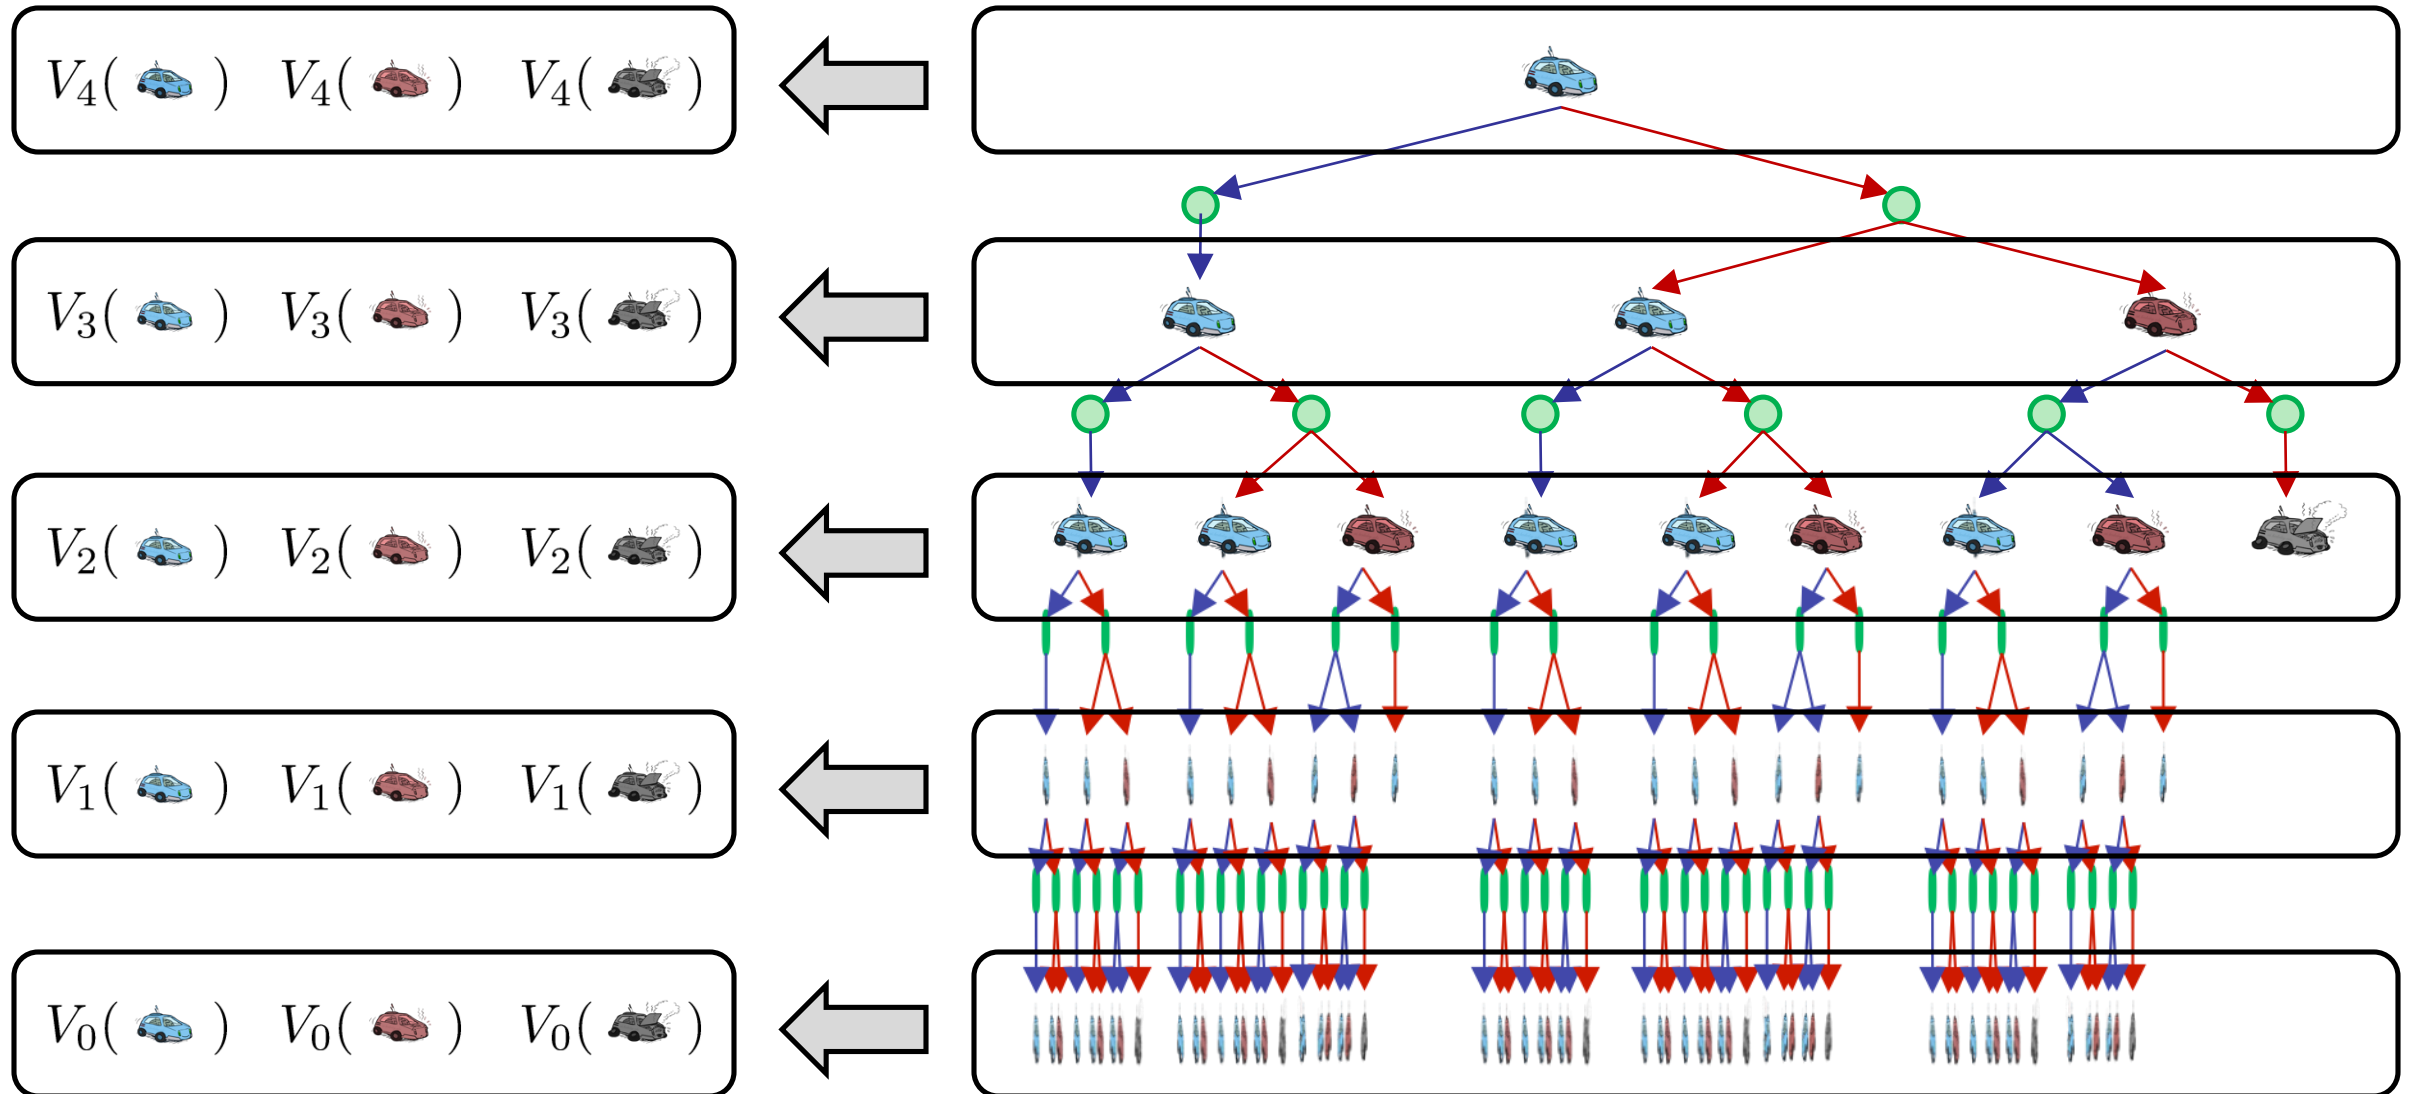 V₄( ) V₄( ) V₄( )
V₃( ) V₃( ) V₃( )
V₂( ) V₂( ) V₂( )
V₁( ) V₁( ) V₁( )
V₀( ) V₀( ) V₀( )